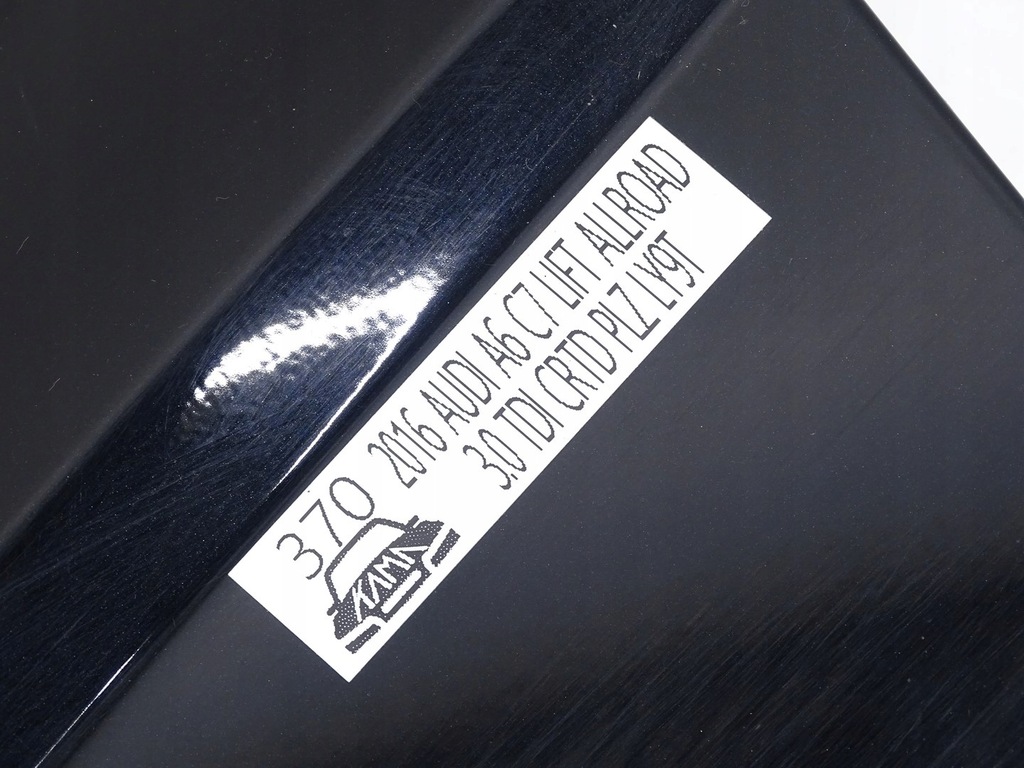 370
2016 AUDI A6 C7 LIFT ALLROAD
3.0 TDI CRTD PLZ LY9T
KAMA